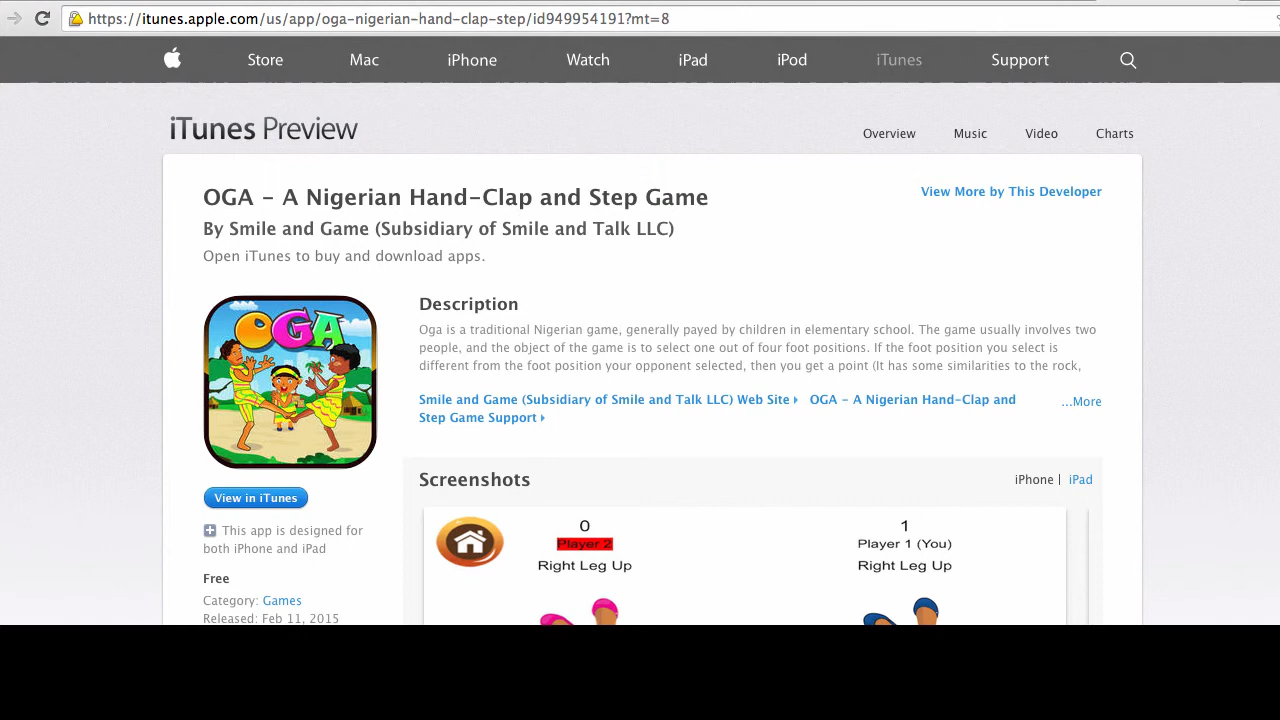 https://itunes.apple.com/us/app/oga-nigerian-hand-clap-step/id949954191?mt=8
Store Mac iPhone Watch iPad iPod iTunes Support
iTunes Preview
Overview Music Video Charts
OGA - A Nigerian Hand-Clap and Step Game
View More by This Developer
By Smile and Game (Subsidiary of Smile and Talk LLC)
Open iTunes to buy and download apps.
OGA
Description
Oga is a traditional Nigerian game, generally payed by children in elementary school. The game usually involves two
people, and the object of the game is to select one out of four foot positions. If the foot position you select is
different from the foot position your opponent selected, then you get a point (It has some similarities to the rock,
Smile and Game (Subsidiary of Smile and Talk LLC) Web Site OGA - A Nigerian Hand-Clap and
Step Game Support
...More
View in iTunes
This app is designed for
both iPhone and iPad
Free
Category: Games
Released: Feb 11, 2015
Screenshots
iPhone | iPad
0 1
Player 2 Player 1 (You)
Right Leg Up Right Leg Up